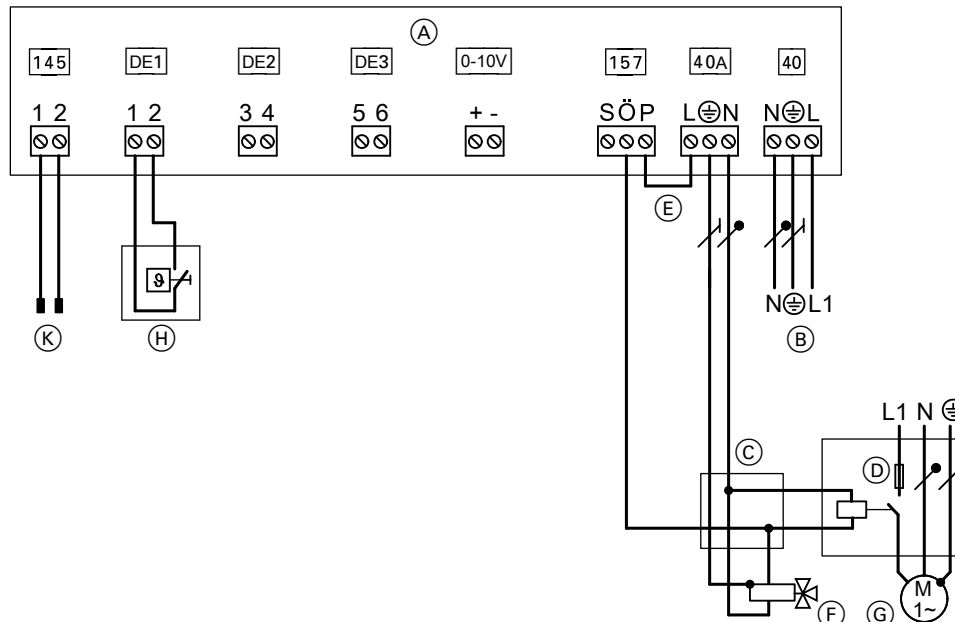 A
145 DE1 DE2 DE3 0-10V 157 40A 40
1 2 1 2 3 4 5 6 + - S Ö P L N N L
E
N L1
K H B
L1 N
C
D
ϑ
M
1~
F G